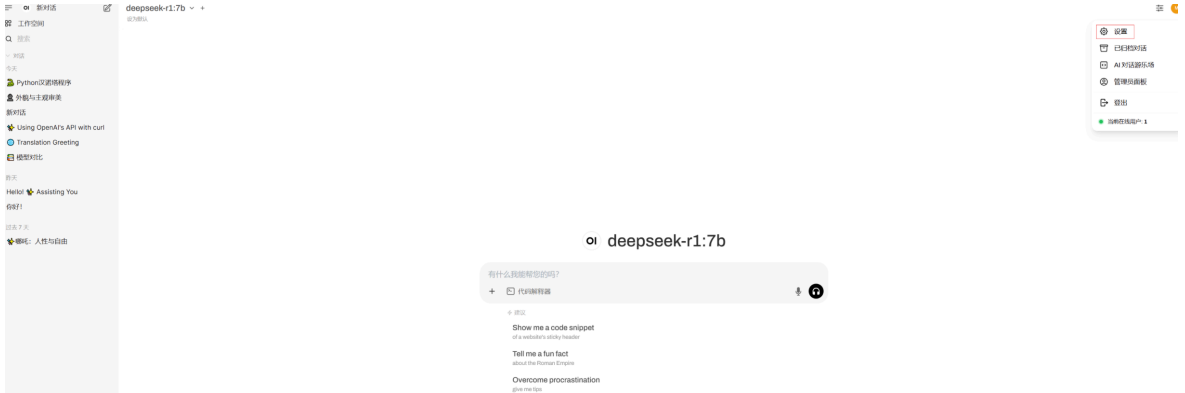 OI 新对话
工作空间
搜索
对话
今天
Python汉诺塔程序
外貌与主观审美
新对话
Using OpenAI's API with curl
Translation Greeting
模型对比
昨天
Hello! Assisting You
你好！
过去 7 天
哪吒：人性与自由
deepseek-r1:7b
设为默认
设置
已归档对话
AI 对话游乐场
管理员面板
登出
当前在线用户: 1
OI deepseek-r1:7b
有什么我能帮您的吗？
代码解释器
建议
Show me a code snippet
of a website's sticky header
Tell me a fun fact
about the Roman Empire
Overcome procrastination
give me tips